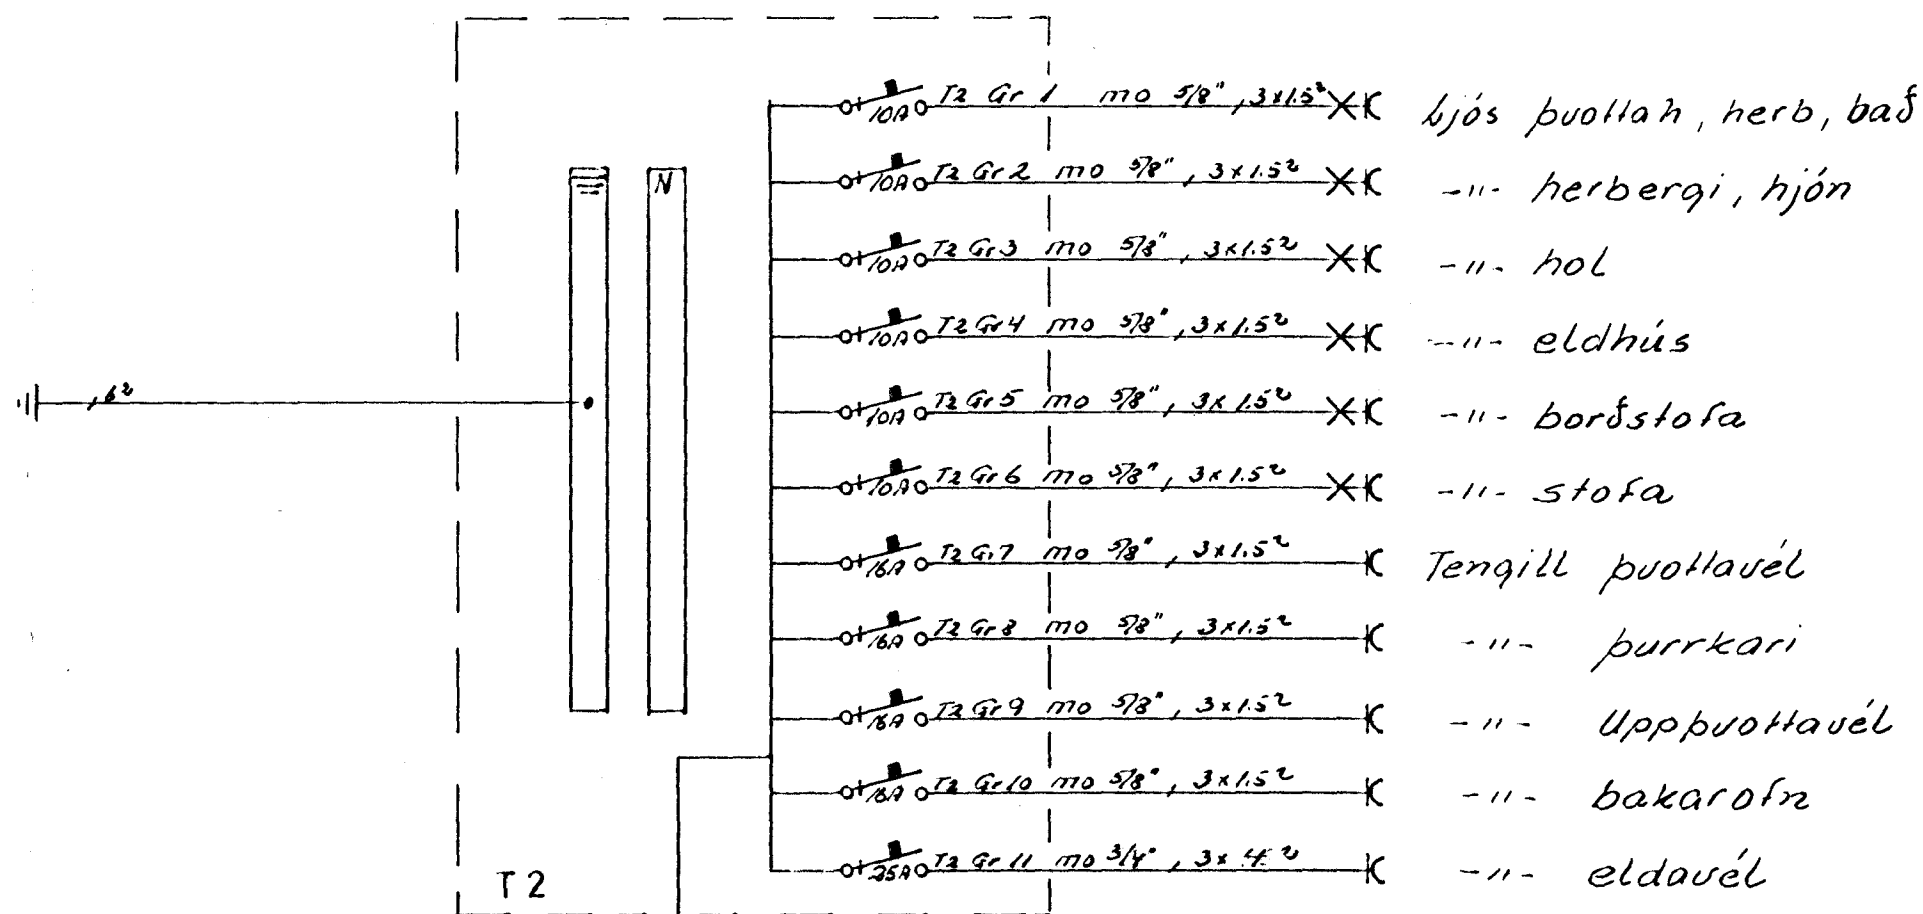 10A T2 Gr 1 mo 5/8", 3x1.5² Ljós þvottah, herb, bað
N 10A T2 Gr 2 mo 5/8", 3x1.5² -"- herbergi, hjón
10A T2 Gr 3 mo 5/8", 3x1.5² -"- hol
10A T2 Gr 4 mo 5/8", 3x1.5² -"- eldhús
6² 10A T2 Gr 5 mo 5/8", 3x1.5² -"- borðstofa
10A T2 Gr 6 mo 5/8", 3x1.5² -"- stofa
16A T2 Gr 7 mo 5/8", 3x1.5² Tengill þvottavél
16A T2 Gr 8 mo 5/8", 3x1.5² -"- þurrkari
16A T2 Gr 9 mo 5/8", 3x1.5² -"- Uppþvottavél
16A T2 Gr 10 mo 5/8", 3x1.5² -"- bakarofn
25A T2 Gr 11 mo 3/4", 3x4² -"- eldavél
T2